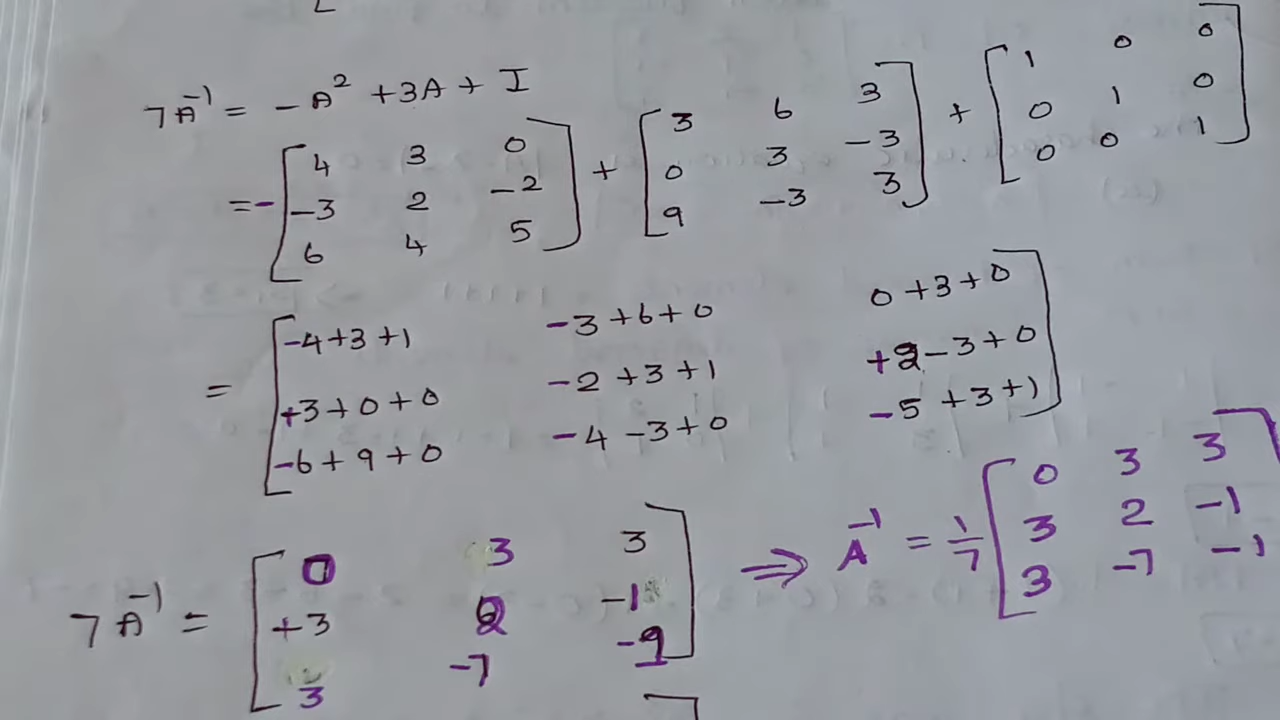 7A⁻¹ = - A² + 3A + I
= - [ 4 3 0 ; -3 2 -2 ; 6 4 5 ] + [ 3 6 3 ; 0 3 -3 ; 9 -3 3 ] + [ 1 0 0 ; 0 1 0 ; 0 0 1 ]
= [ -4+3+1 -3+6+0 0+3+0 ; +3+0+0 -2+3+1 +2-3+0 ; -6+9+0 -4-3+0 -5+3+1 ]
7A⁻¹ = [ 0 3 3 ; +3 2 -1 ; 3 -7 -1 ] ⇒ A⁻¹ = 1/7 [ 0 3 3 ; 3 2 -1 ; 3 -7 -1 ]